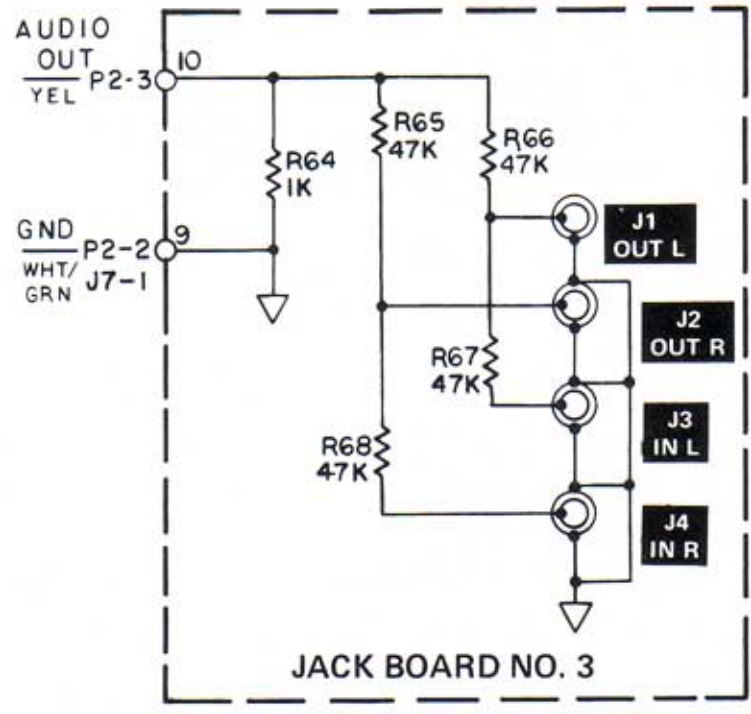 AUDIO
OUT
YEL P2-3
10
R64
1K
R65
47K
R66
47K
GND
WHT/
GRN
P2-2
J7-1
9
J1
OUT L
J2
OUT R
R67
47K
J3
IN L
R68
47K
J4
IN R
JACK BOARD NO. 3